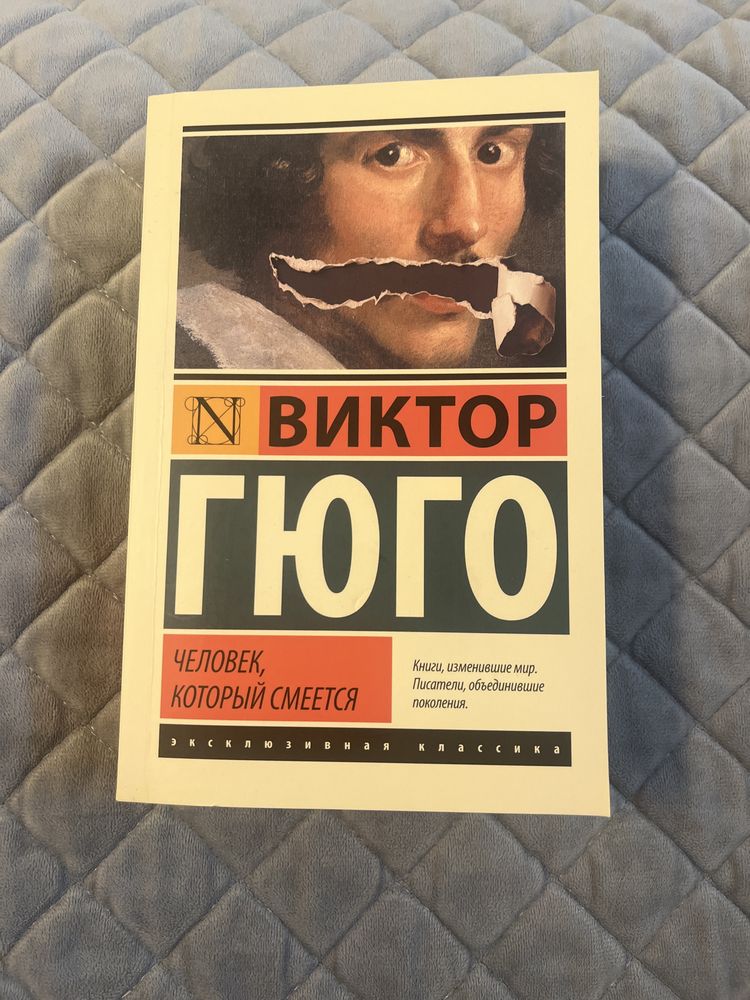 N ВИКТОР
ГЮГО
ЧЕЛОВЕК,
КОТОРЫЙ СМЕЕТСЯ
Книги, изменившие мир.
Писатели, объединившие
поколения.
эксклюзивная классика